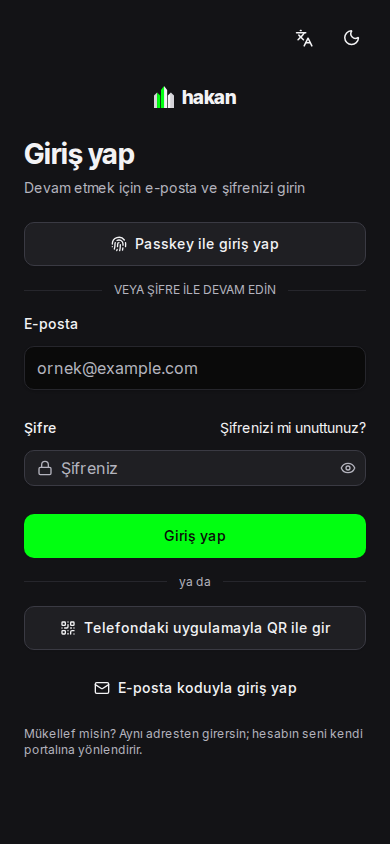 hakan
Giriş yap
Devam etmek için e-posta ve şifrenizi girin
Passkey ile giriş yap
VEYA ŞİFRE İLE DEVAM EDİN
E-posta
ornek@example.com
Şifre
Şifrenizi mi unuttunuz?
Şifreniz
Giriş yap
ya da
Telefondaki uygulamayla QR ile gir
E-posta koduyla giriş yap
Mükellef misin? Aynı adresten girersin; hesabın seni kendi
portalına yönlendirir.